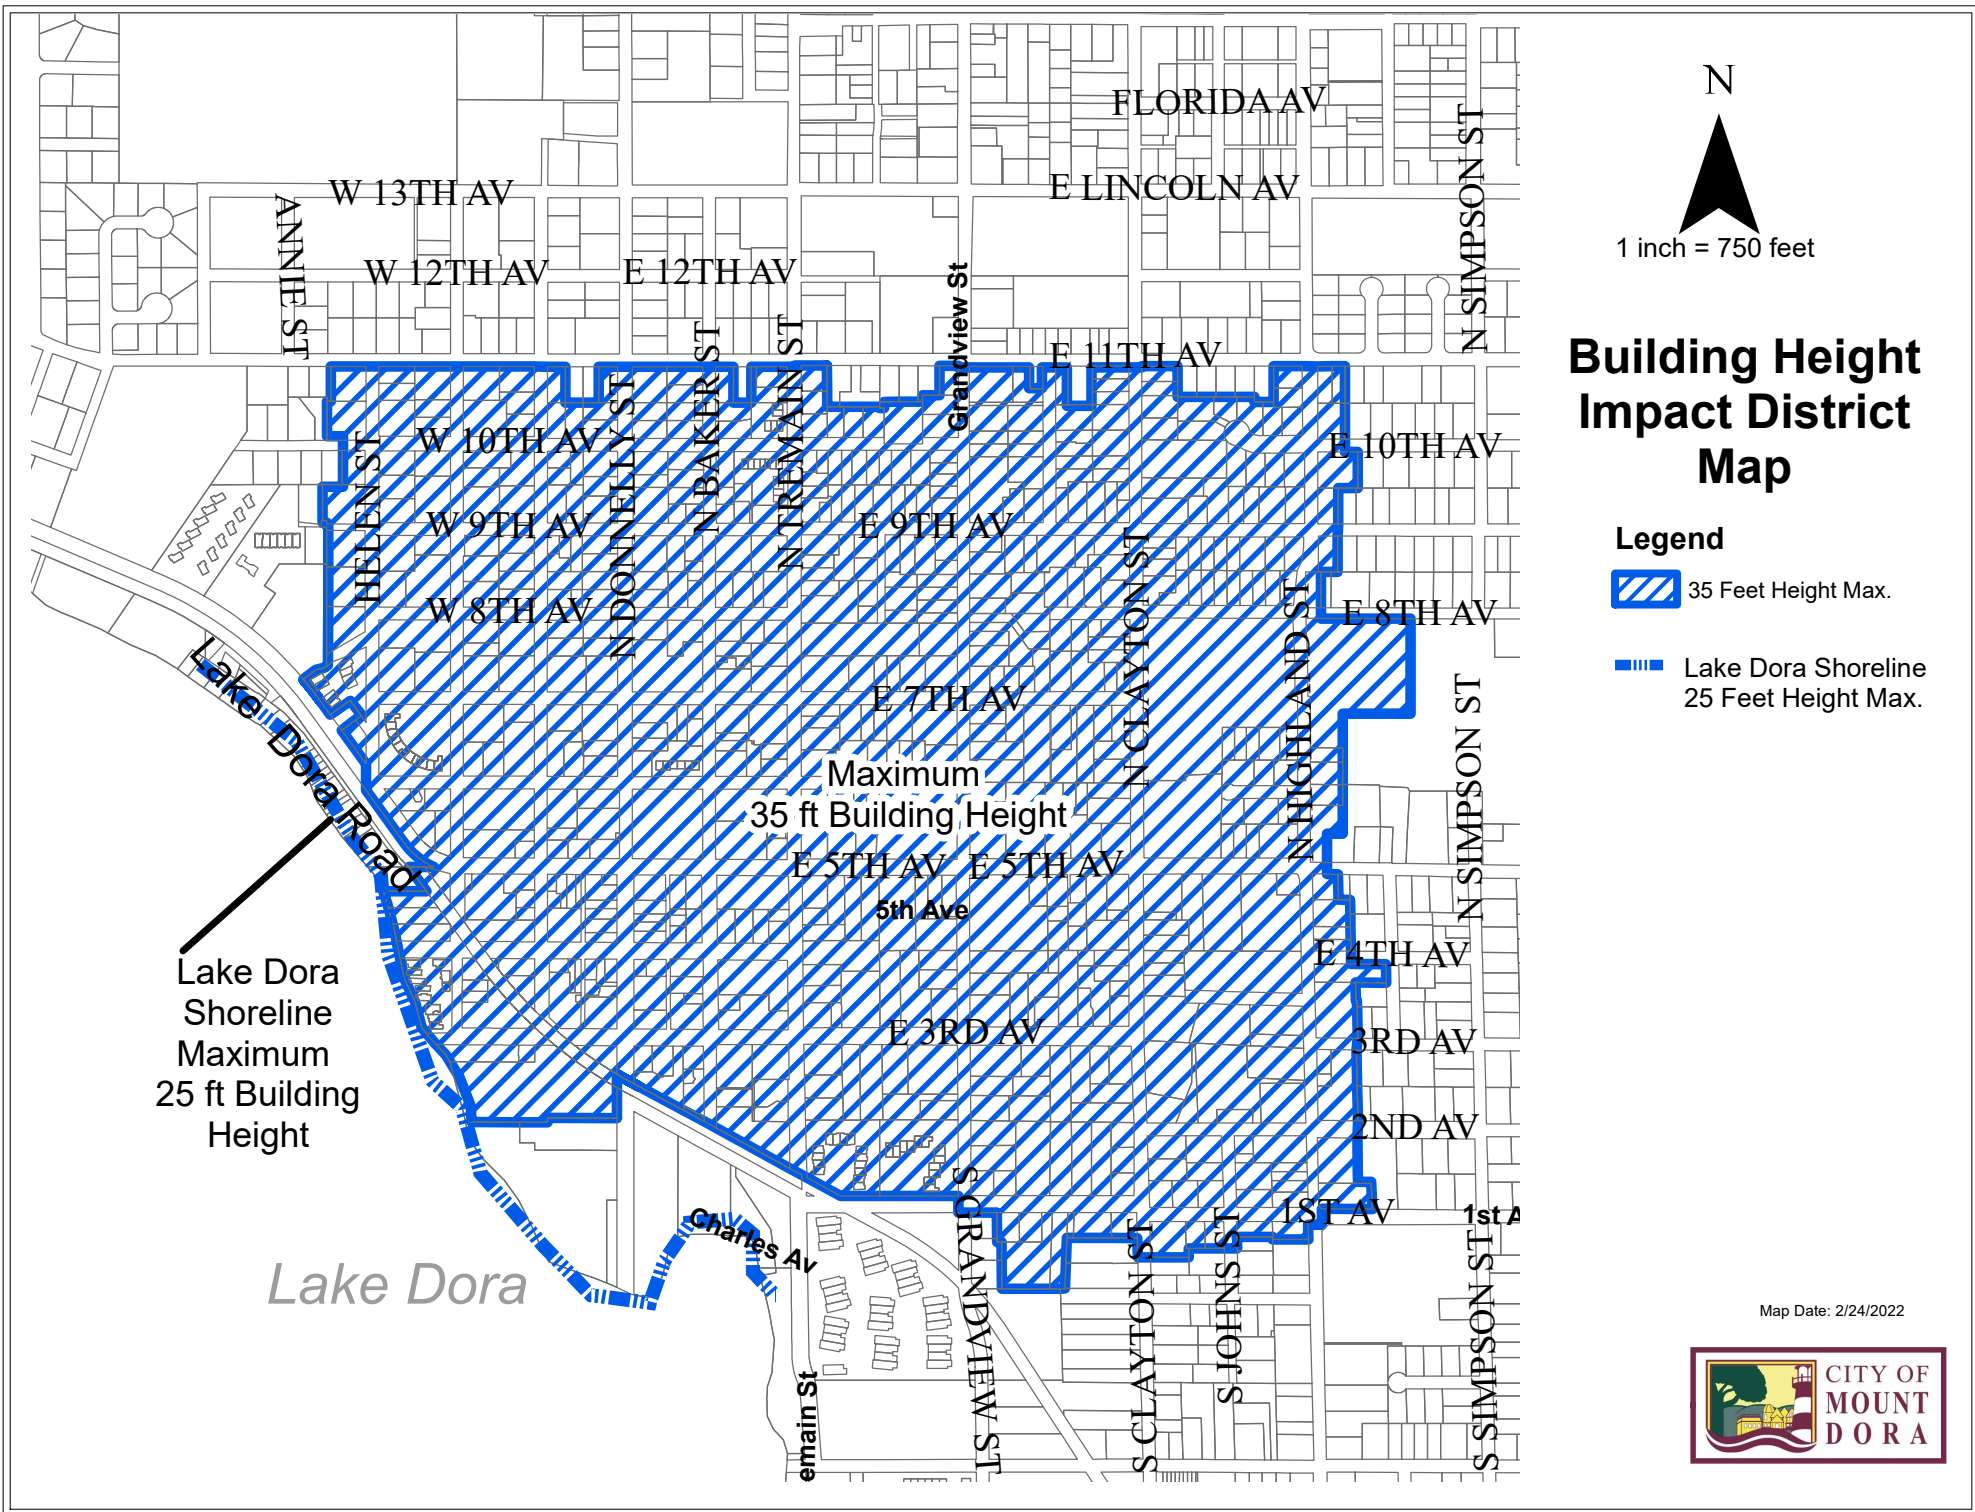 FLORIDA AV
N SIMPSON ST
W 13TH AV
E LINCOLN AV
ANNIE ST
W 12TH AV
E 12TH AV
Grandview St
N BAKER ST
N TREMAIN ST
E 11TH AV
HELEN ST
W 10TH AV
N DONNELLY ST
E 10TH AV
W 9TH AV
E 9TH AV
N CLAYTON ST
N HIGHLAND ST
W 8TH AV
E 8TH AV
Lake Dora Road
E 7TH AV
N SIMPSON ST
Maximum
35 ft Building Height
E 5TH AV
E 5TH AV
5th Ave
E 4TH AV
Lake Dora
Shoreline
Maximum
25 ft Building
Height
E 3RD AV
3RD AV
2ND AV
S GRANDVIEW ST
1ST AV
1st A
Charles Av
S CLAYTON ST
S JOHNS ST
S SIMPSON ST
Lake Dora
emain St
N
1 inch = 750 feet
Building Height
Impact District
Map
Legend
35 Feet Height Max.
Lake Dora Shoreline
25 Feet Height Max.
Map Date: 2/24/2022
CITY OF
MOUNT
DORA